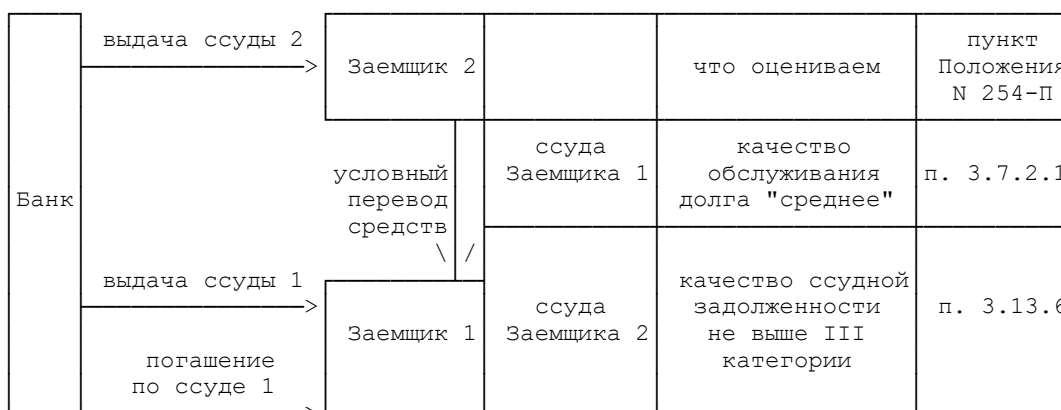 выдача ссуды 2
Заемщик 2
что оцениваем
пункт
Положения
N 254-П
Банк
условный
перевод
средств
ссуда
Заемщика 1
качество
обслуживания
долга "среднее"
п. 3.7.2.1
выдача ссуды 1
Заемщик 1
ссуда
Заемщика 2
качество ссудной
задолженности
не выше III
категории
п. 3.13.6
погашение
по ссуде 1